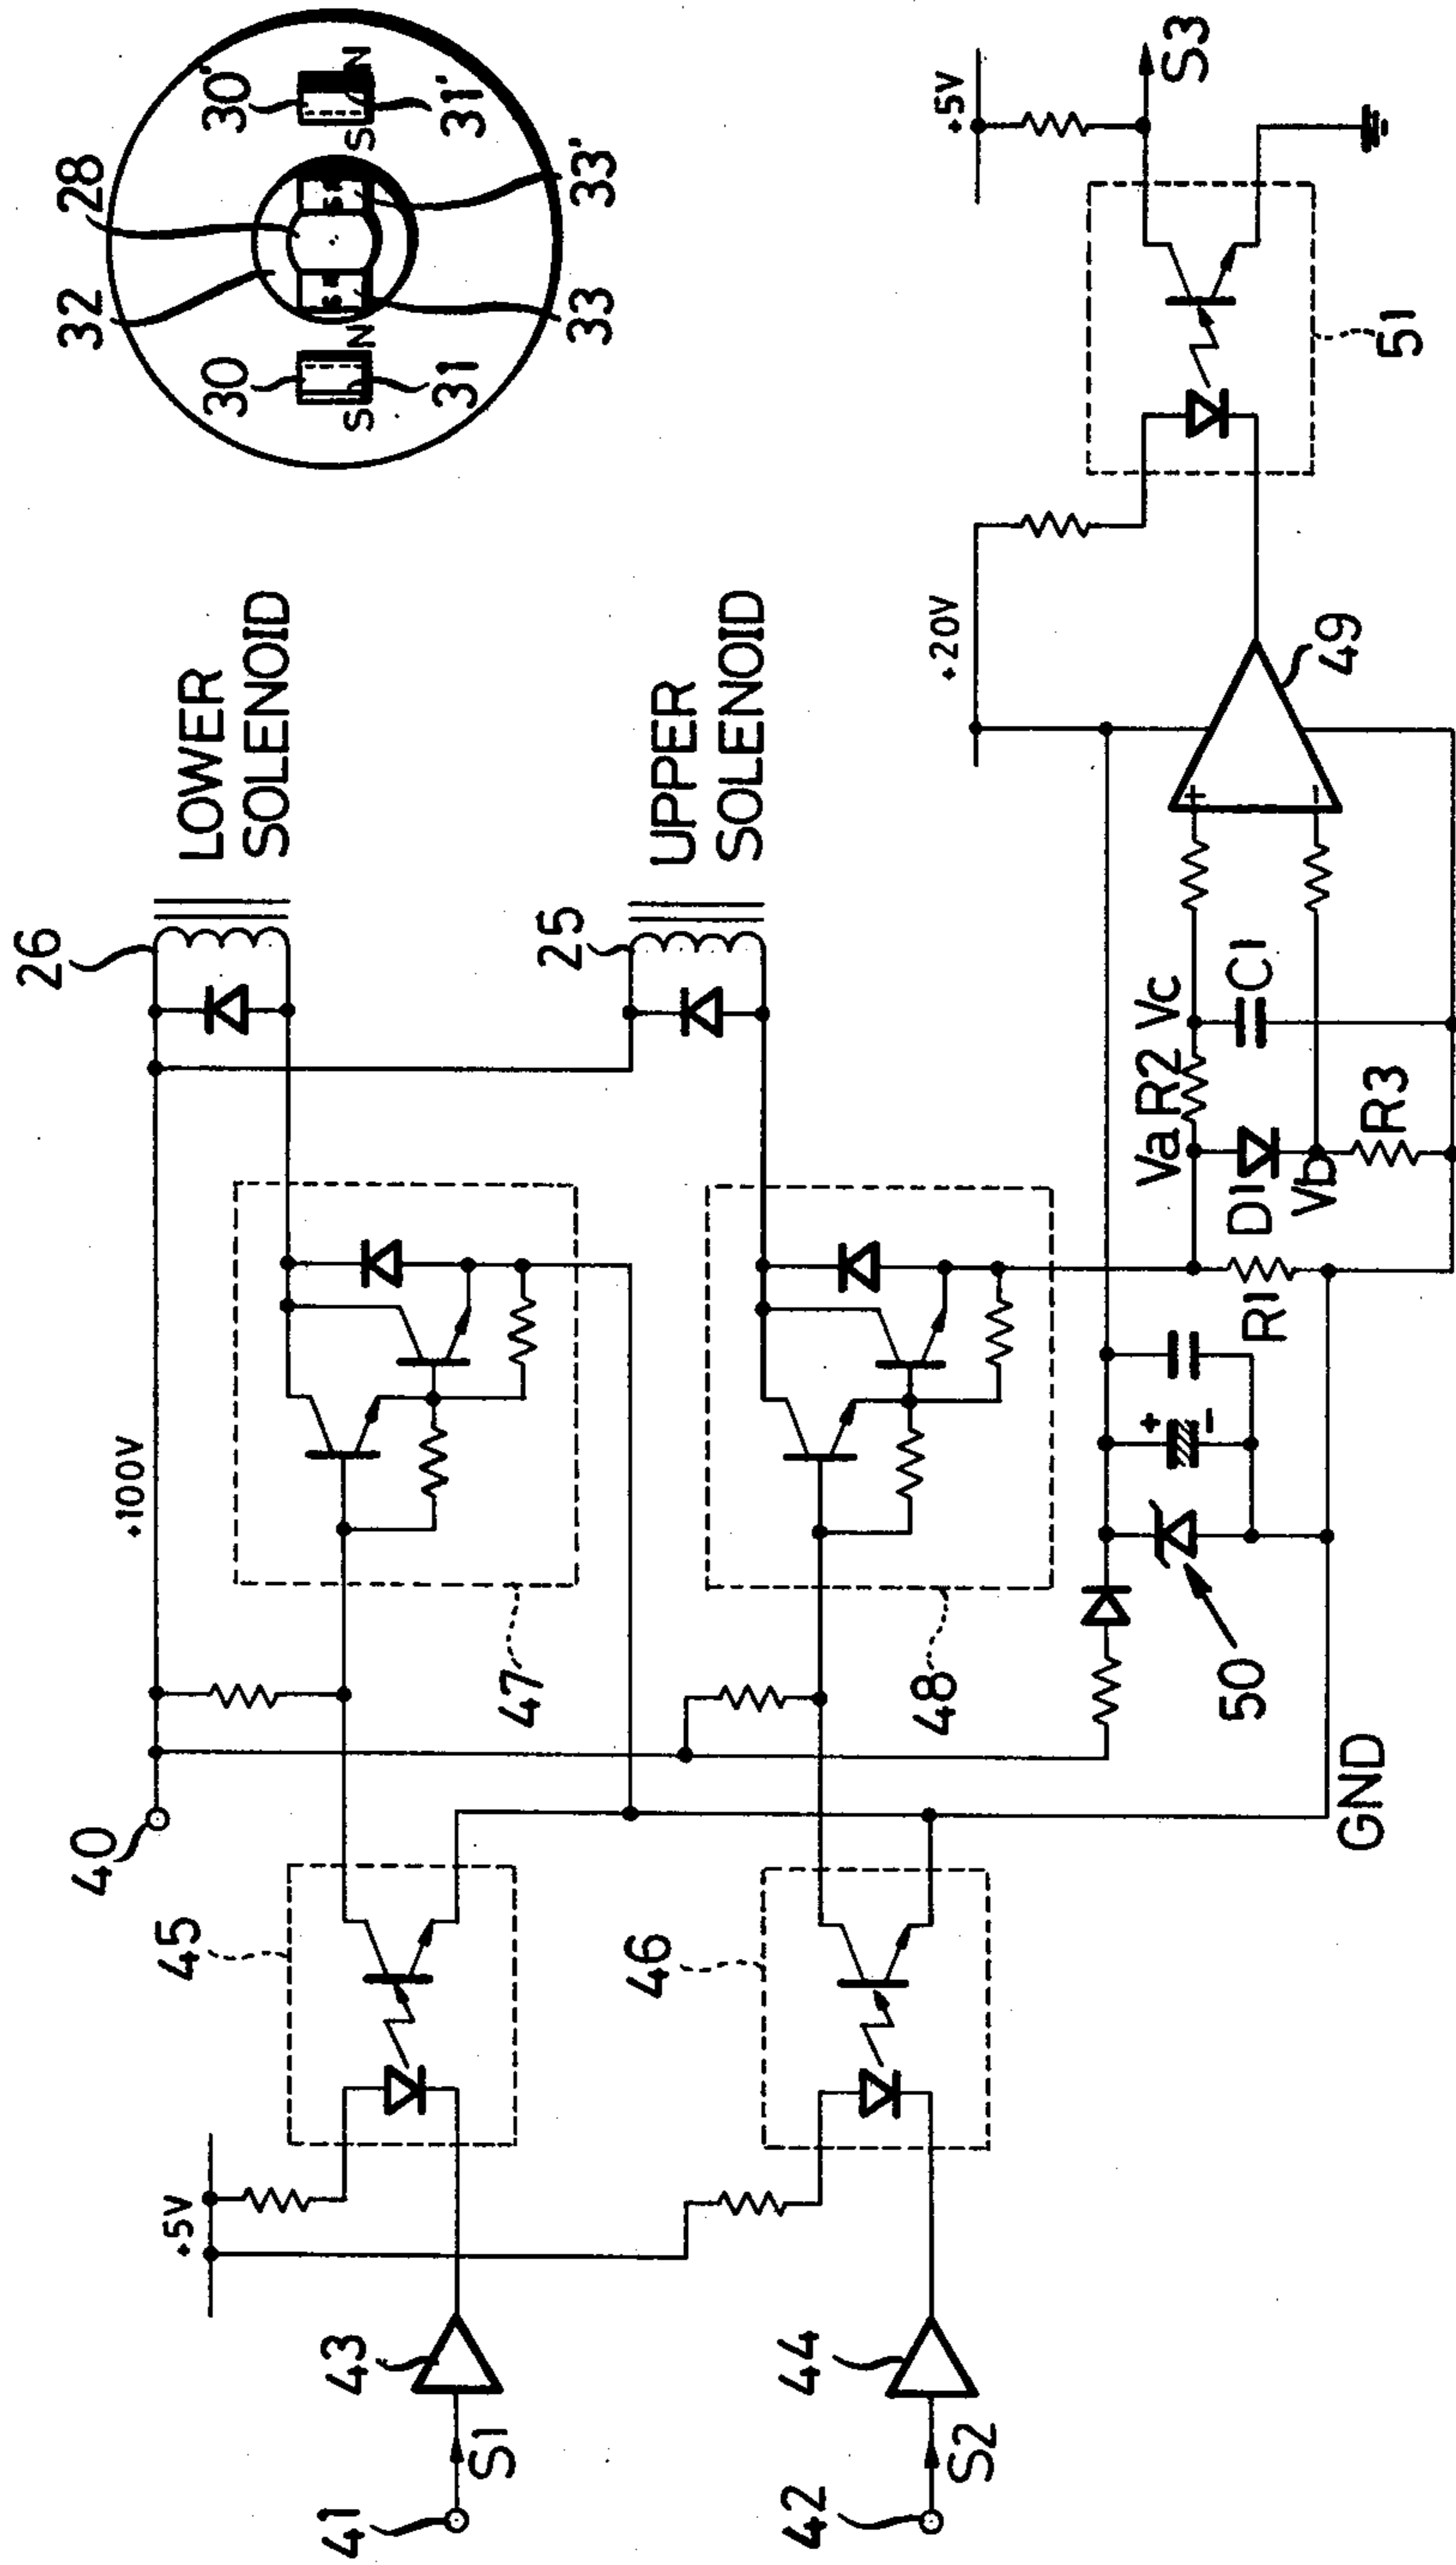 30'
28
32
30
N
31'
S
33'
33
N
31
S
+5V
S3
51
+20V
49
LOWER
SOLENOID
UPPER
SOLENOID
26
25
+100V
47
48
40
45
46
+5V
43
44
41
S1
42
S2
Va
R2
Vc
C1
D1
Vb
R3
R1
+
-
+
-
50
GND